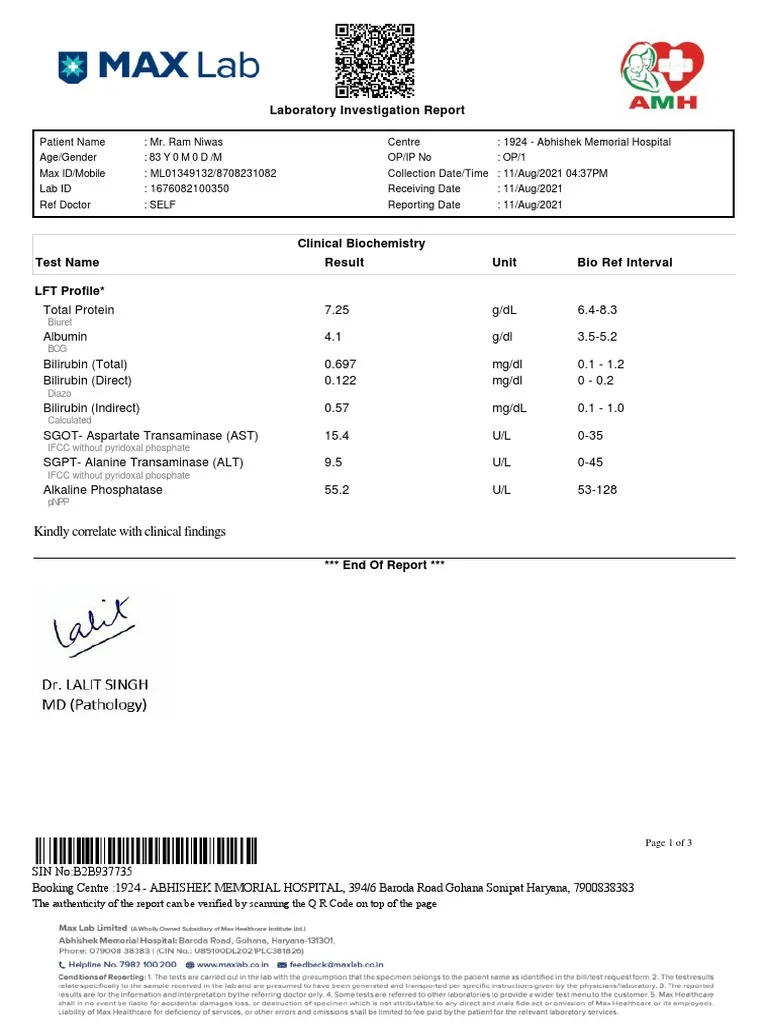 MAX Lab
AMH
Laboratory Investigation Report
Patient Name : Mr. Ram Niwas Centre : 1924 - Abhishek Memorial Hospital
Age/Gender : 83 Y 0 M 0 D /M OP/IP No : OP/1
Max ID/Mobile : ML01349132/8708231082 Collection Date/Time : 11/Aug/2021 04:37PM
Lab ID : 1676082100350 Receiving Date : 11/Aug/2021
Ref Doctor : SELF Reporting Date : 11/Aug/2021
Clinical Biochemistry
Test Name Result Unit Bio Ref Interval
LFT Profile*
Total Protein 7.25 g/dL 6.4-8.3
Biuret
Albumin 4.1 g/dl 3.5-5.2
BCG
Bilirubin (Total) 0.697 mg/dl 0.1 - 1.2
Bilirubin (Direct) 0.122 mg/dl 0 - 0.2
Diazo
Bilirubin (Indirect) 0.57 mg/dL 0.1 - 1.0
Calculated
SGOT- Aspartate Transaminase (AST) 15.4 U/L 0-35
IFCC without pyridoxal phosphate
SGPT- Alanine Transaminase (ALT) 9.5 U/L 0-45
IFCC without pyridoxal phosphate
Alkaline Phosphatase 55.2 U/L 53-128
pNPP
Kindly correlate with clinical findings
*** End Of Report ***
Lalit
Dr. LALIT SINGH
MD (Pathology)
Page 1 of 3
SIN No:B2B937735
Booking Centre :1924 - ABHISHEK MEMORIAL HOSPITAL, 394/6 Baroda Road Gohana Sonipat Haryana, 7900838383
The authenticity of the report can be verified by scanning the Q R Code on top of the page
Max Lab Limited (A Wholly Owned Subsidiary of Max Healthcare Institute Ltd.)
Abhishek Memorial Hospital: Baroda Road, Gohana, Haryana-131301,
Phone: 079008 38383 | (CIN No.: U85100DL2021PLC381826)
Helpline No. 7982 100 200 www.maxlab.co.in feedback@maxlab.co.in
Conditions of Reporting: 1. The tests are carried out in the lab with the presumption that the specimen belongs to the patient name as identified in the bill/test request form. 2. The test results
relate specifically to the sample received in the lab and are presumed to have been generated and transported per specific instructions given by the physicians/laboratory. 3. The reported
results are for the information and interpretation by the referring doctor only. 4. Some tests are referred to other laboratories to provide a wider test menu to the customer. 5. Max Healthcare
shall in no event be liable for accidental damages loss, or destruction of specimen which is not attributable to any direct and mala fide act or omission of Max Healthcare or its employees.
Liability of Max Healthcare for deficiency of services, or other errors and omissions shall be limited to fee paid by the patient for the relevant laboratory services.